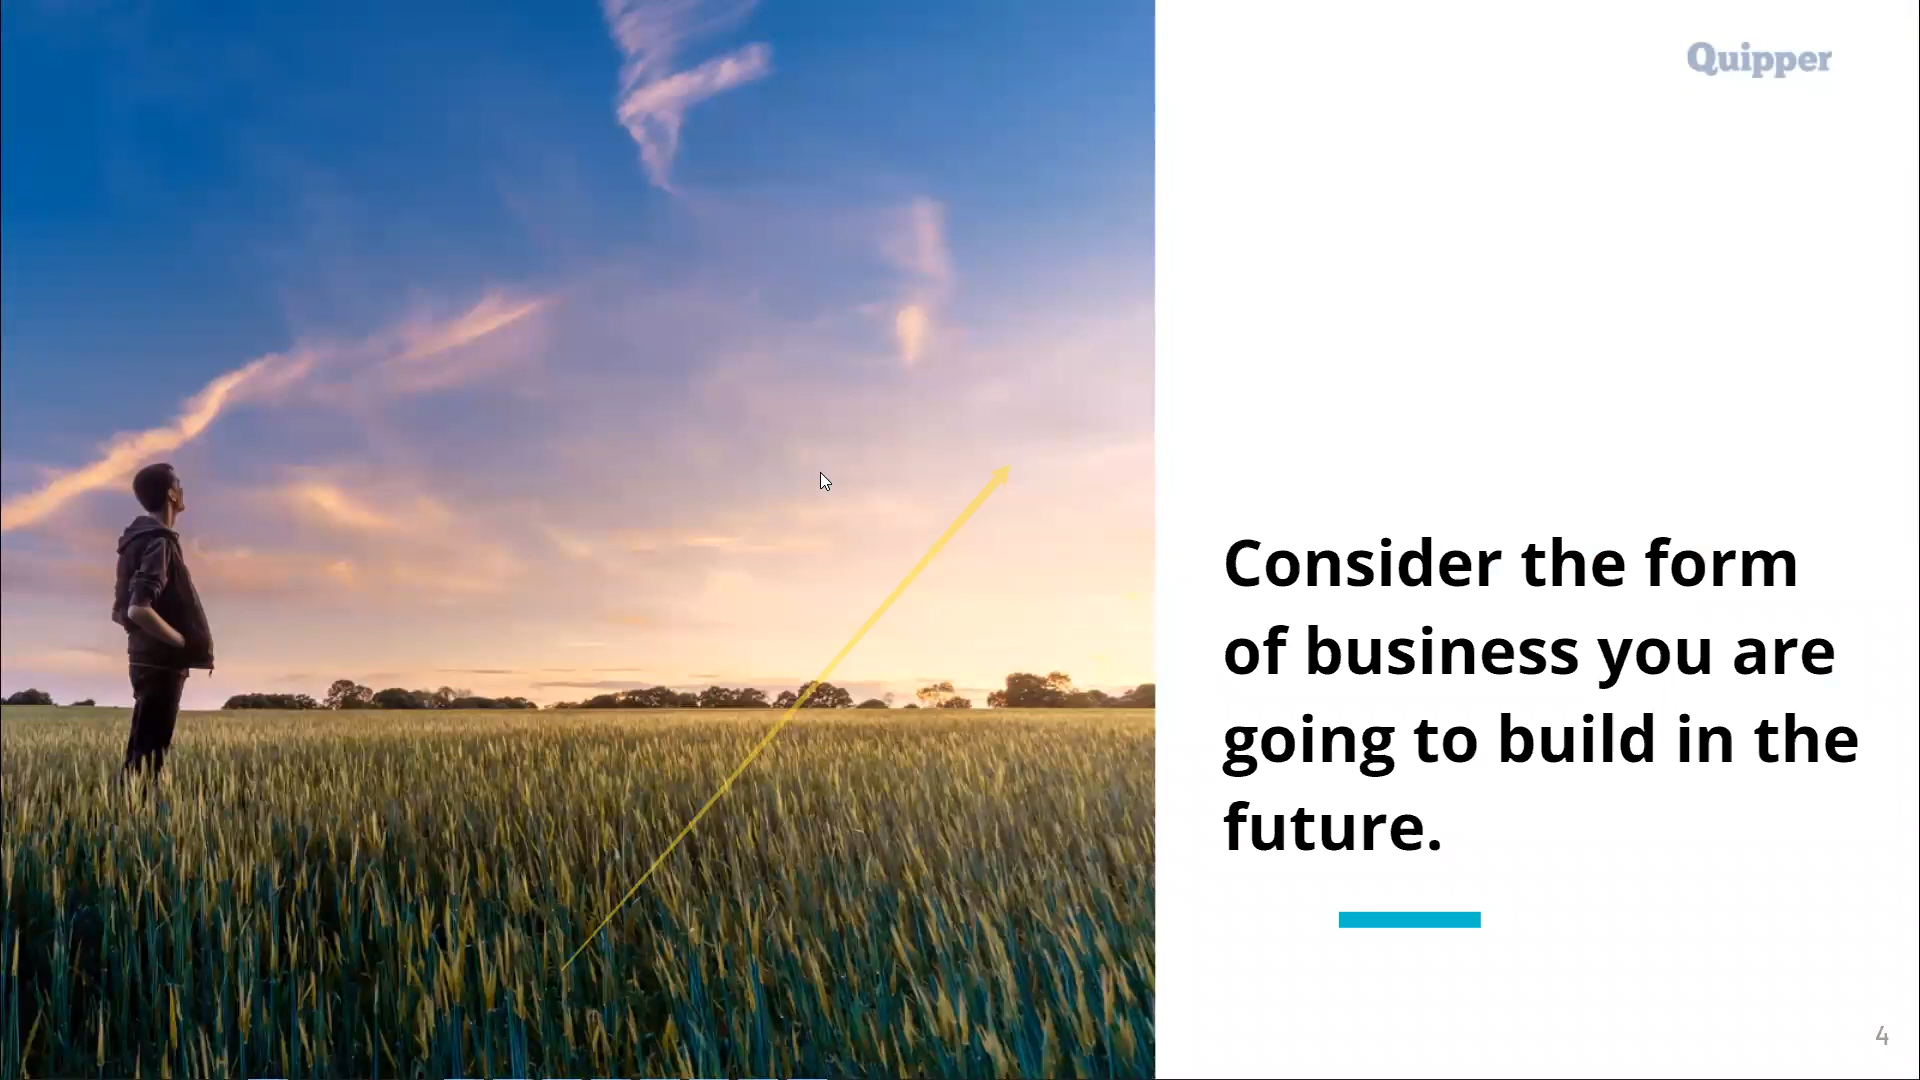 Quipper
Consider the form
of business you are
going to build in the
future.
4